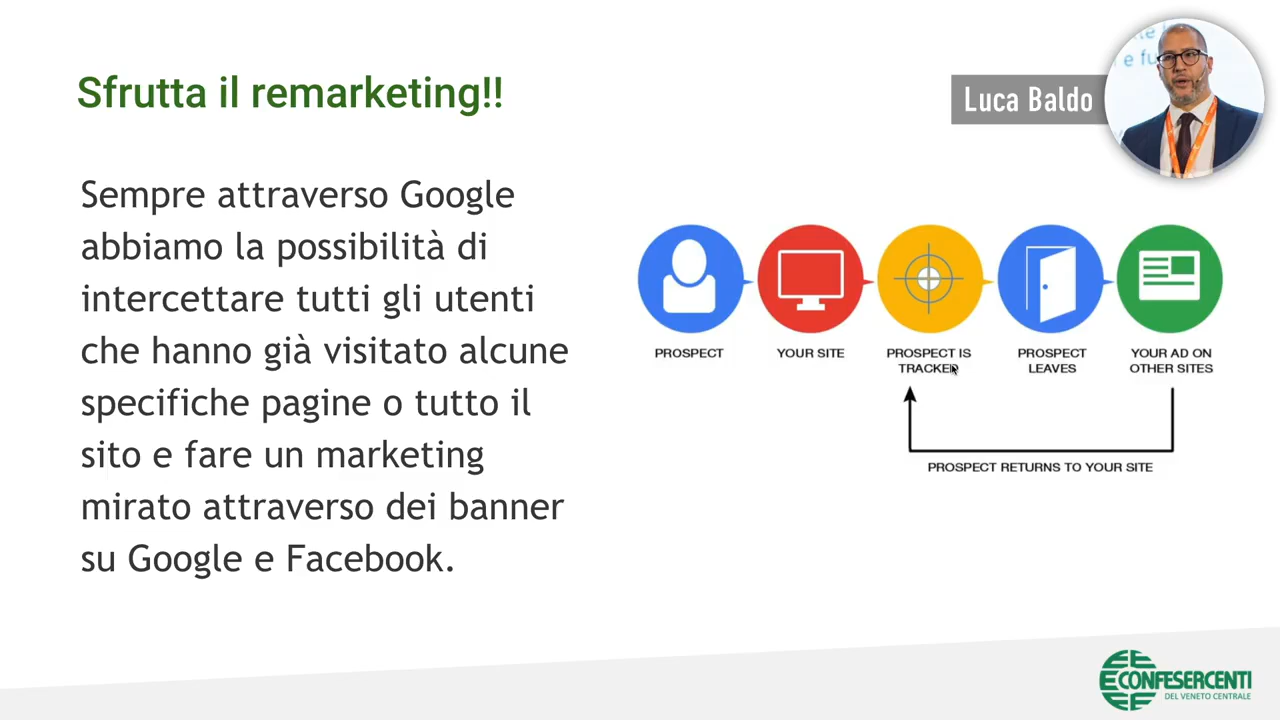 Sfrutta il remarketing!!
Luca Baldo
Sempre attraverso Google
abbiamo la possibilità di
intercettare tutti gli utenti
che hanno già visitato alcune
specifiche pagine o tutto il
sito e fare un marketing
mirato attraverso dei banner
su Google e Facebook.
PROSPECT
YOUR SITE
PROSPECT IS
TRACKED
PROSPECT
LEAVES
YOUR AD ON
OTHER SITES
PROSPECT RETURNS TO YOUR SITE
CONFESERCENTI
DEL VENETO CENTRALE